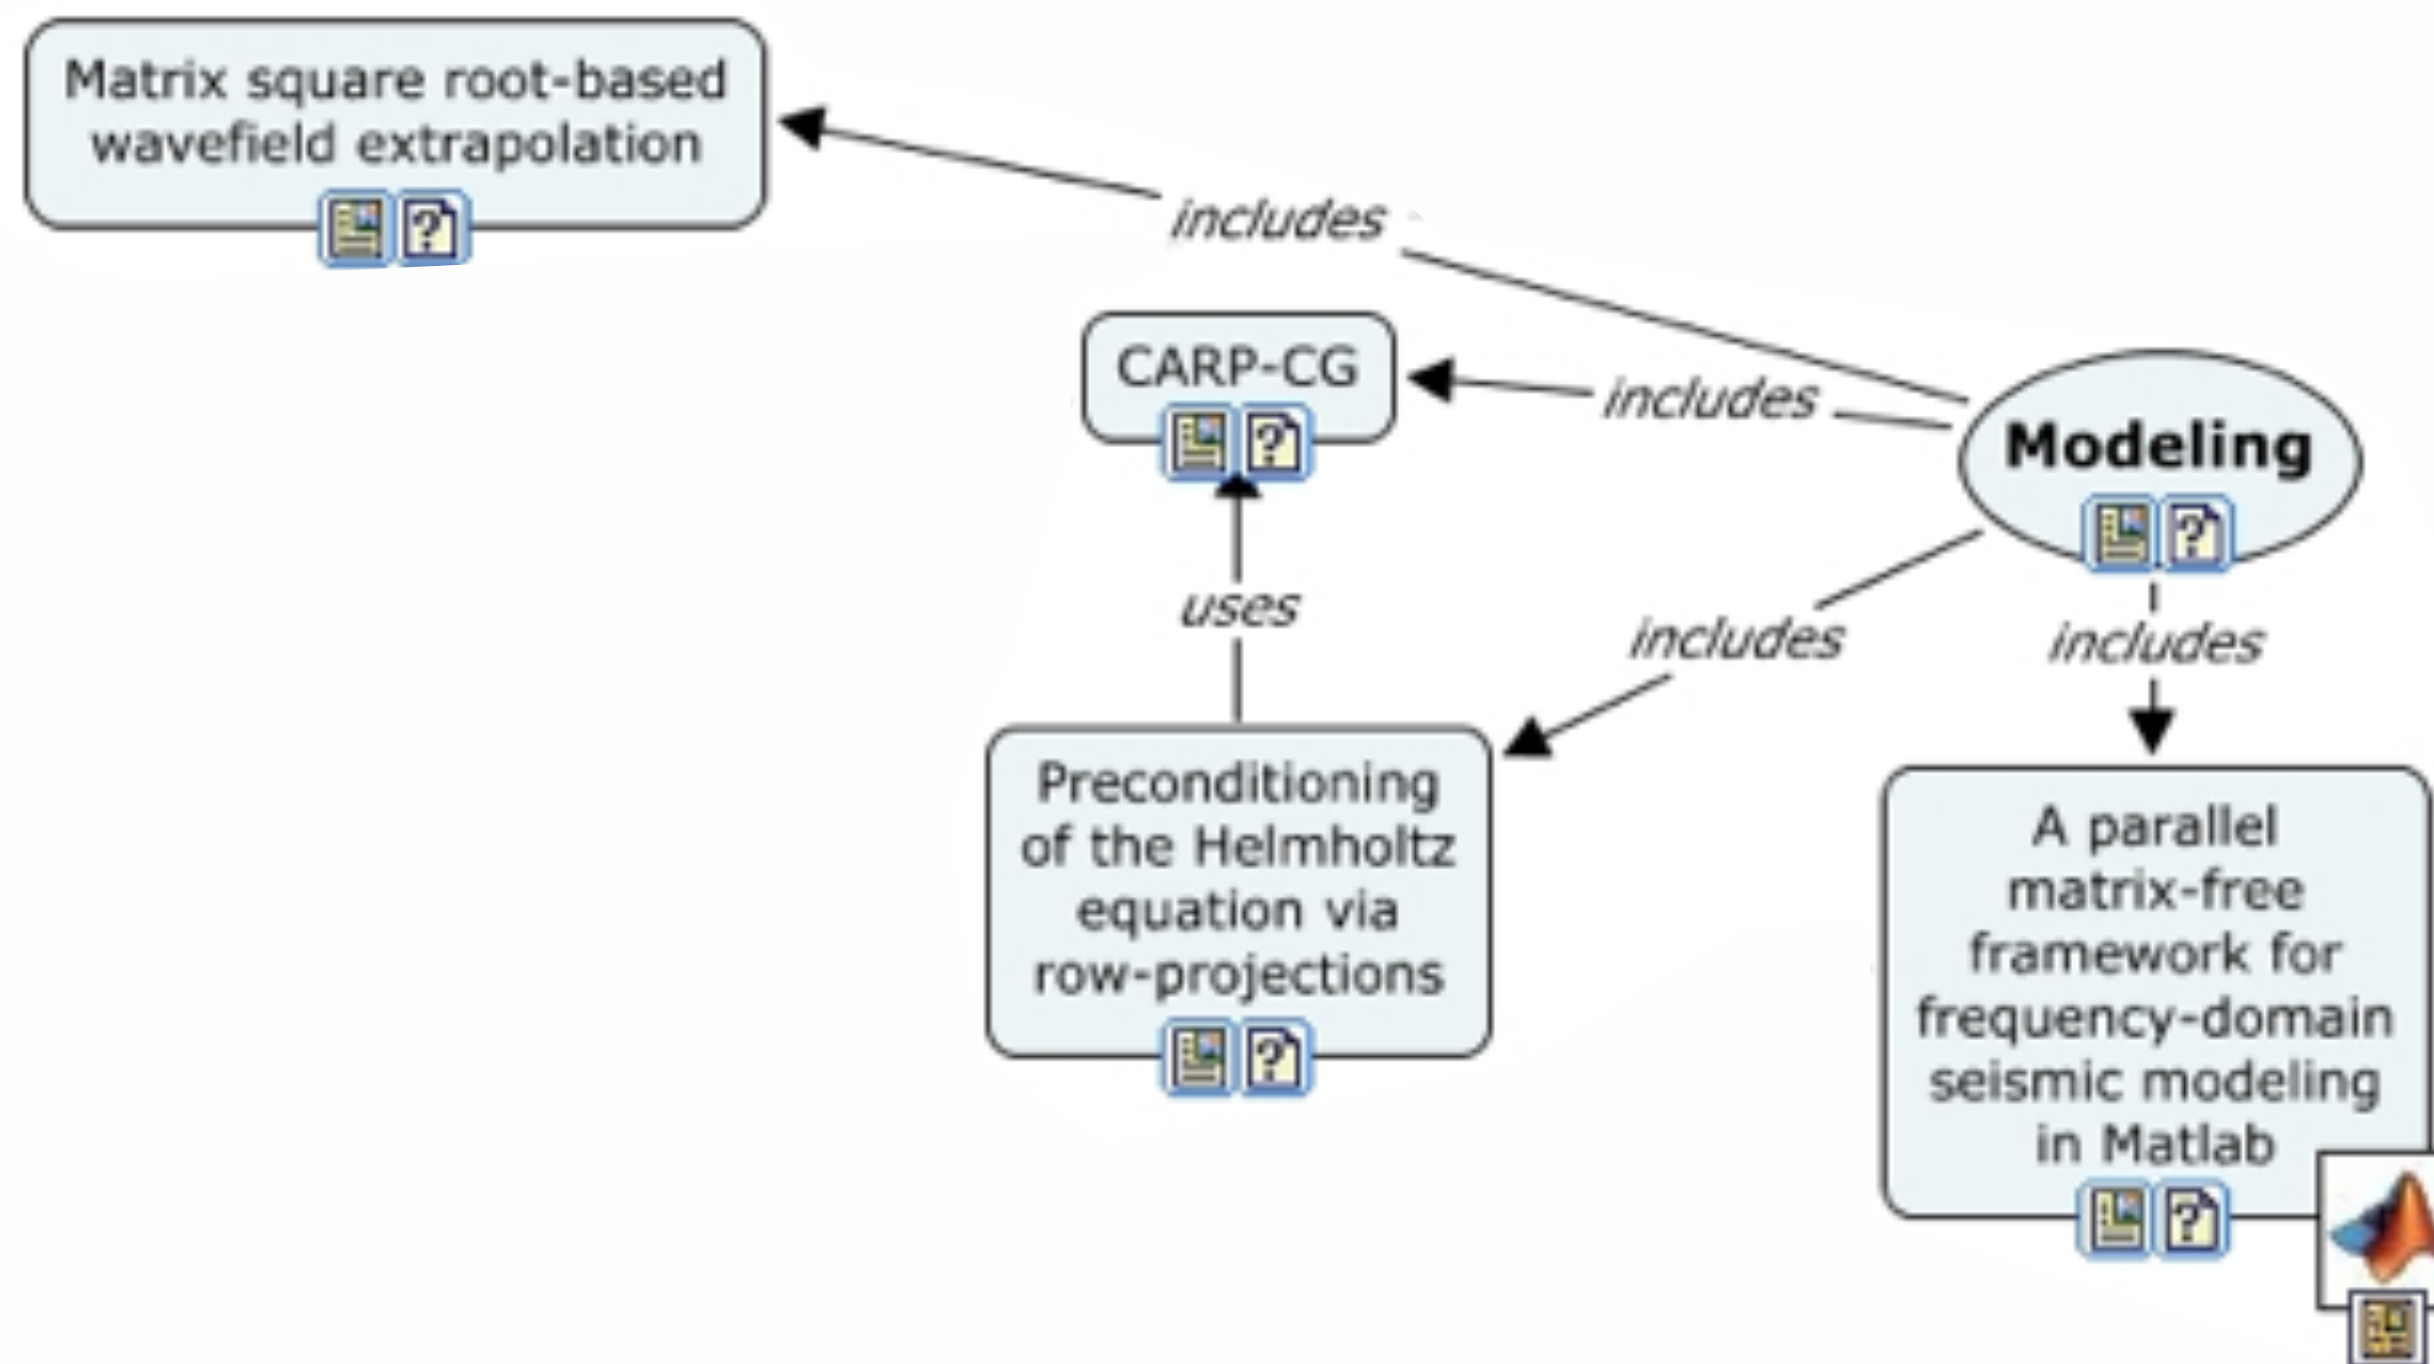 Matrix square root-based
wavefield extrapolation
includes
CARP-CG
includes
Modeling
uses
includes
includes
Preconditioning
of the Helmholtz
equation via
row-projections
A parallel
matrix-free
framework for
frequency-domain
seismic modeling
in Matlab